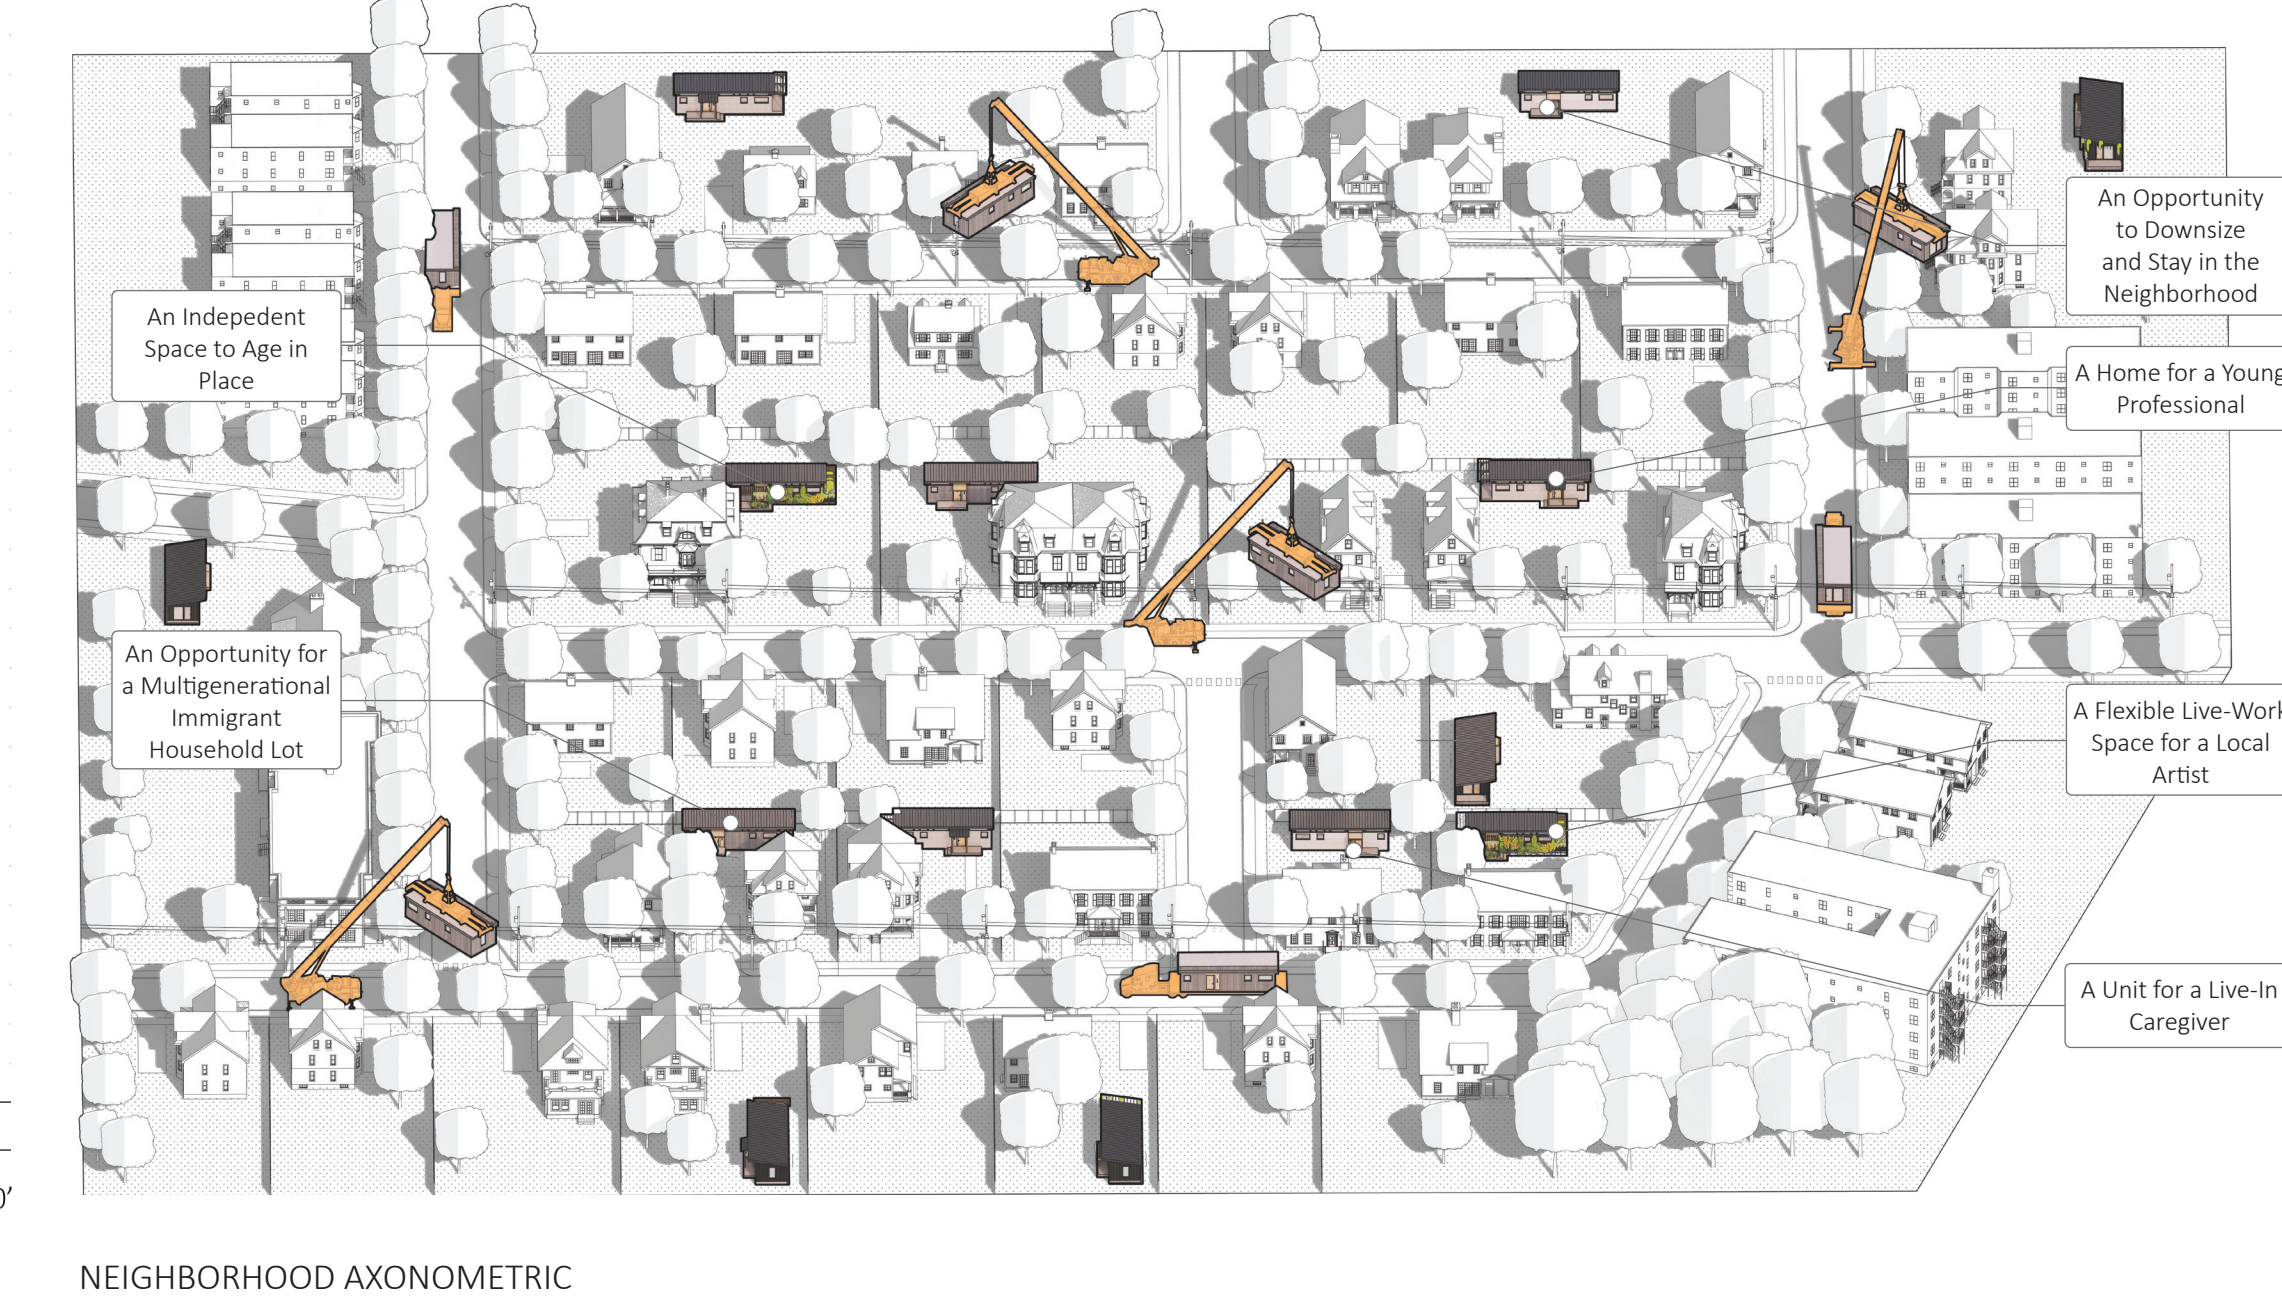 An Indepedent
Space to Age in
Place
An Opportunity
to Downsize
and Stay in the
Neighborhood
A Home for a Young
Professional
An Opportunity for
a Multigenerational
Immigrant
Household Lot
A Flexible Live-Work
Space for a Local
Artist
A Unit for a Live-In
Caregiver
0’
NEIGHBORHOOD AXONOMETRIC